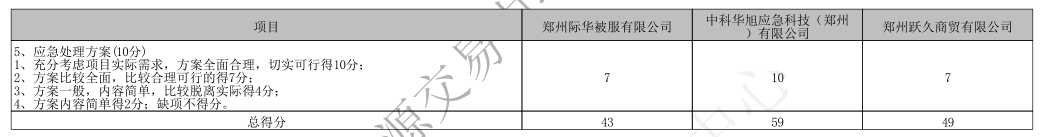 项目 郑州际华被服有限公司 中科华旭应急科技（郑州
）有限公司 郑州跃久商贸有限公司
5、应急处理方案(10分)
1、充分考虑项目实际需求，方案全面合理，切实可行得10分；
2、方案比较全面，比较合理可行的得7分；
3、方案一般，内容简单，比较脱离实际得4分；
4、方案内容简单得2分；缺项不得分。
7 10 7
总得分 43 59 49
源交易
中心